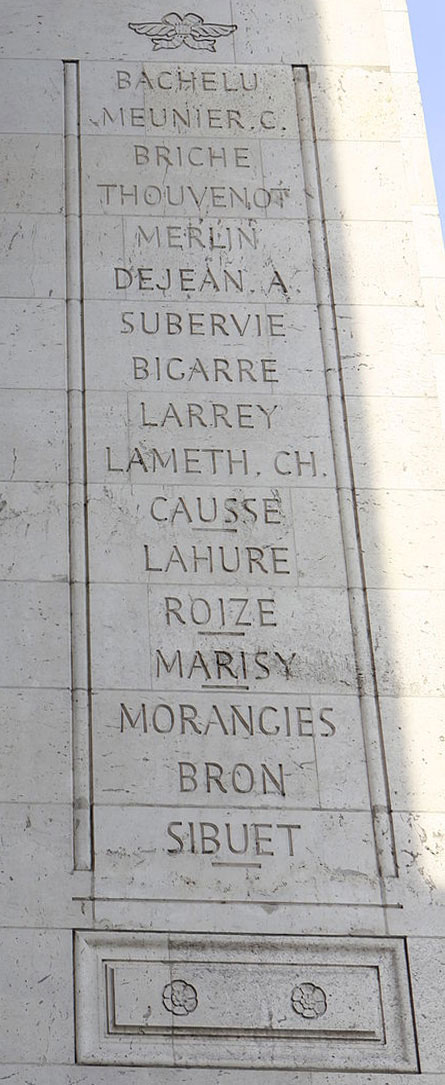 BACHELU
MEUNIER. C.
BRICHE
THOUVENOT
MERLIN
DEJEAN. A.
SUBERVIE
BIGARRE
LARREY
LAMETH. CH.
CAUSSE
LAHURE
ROIZE
MARISY
MORANGIES
BRON
SIBUET